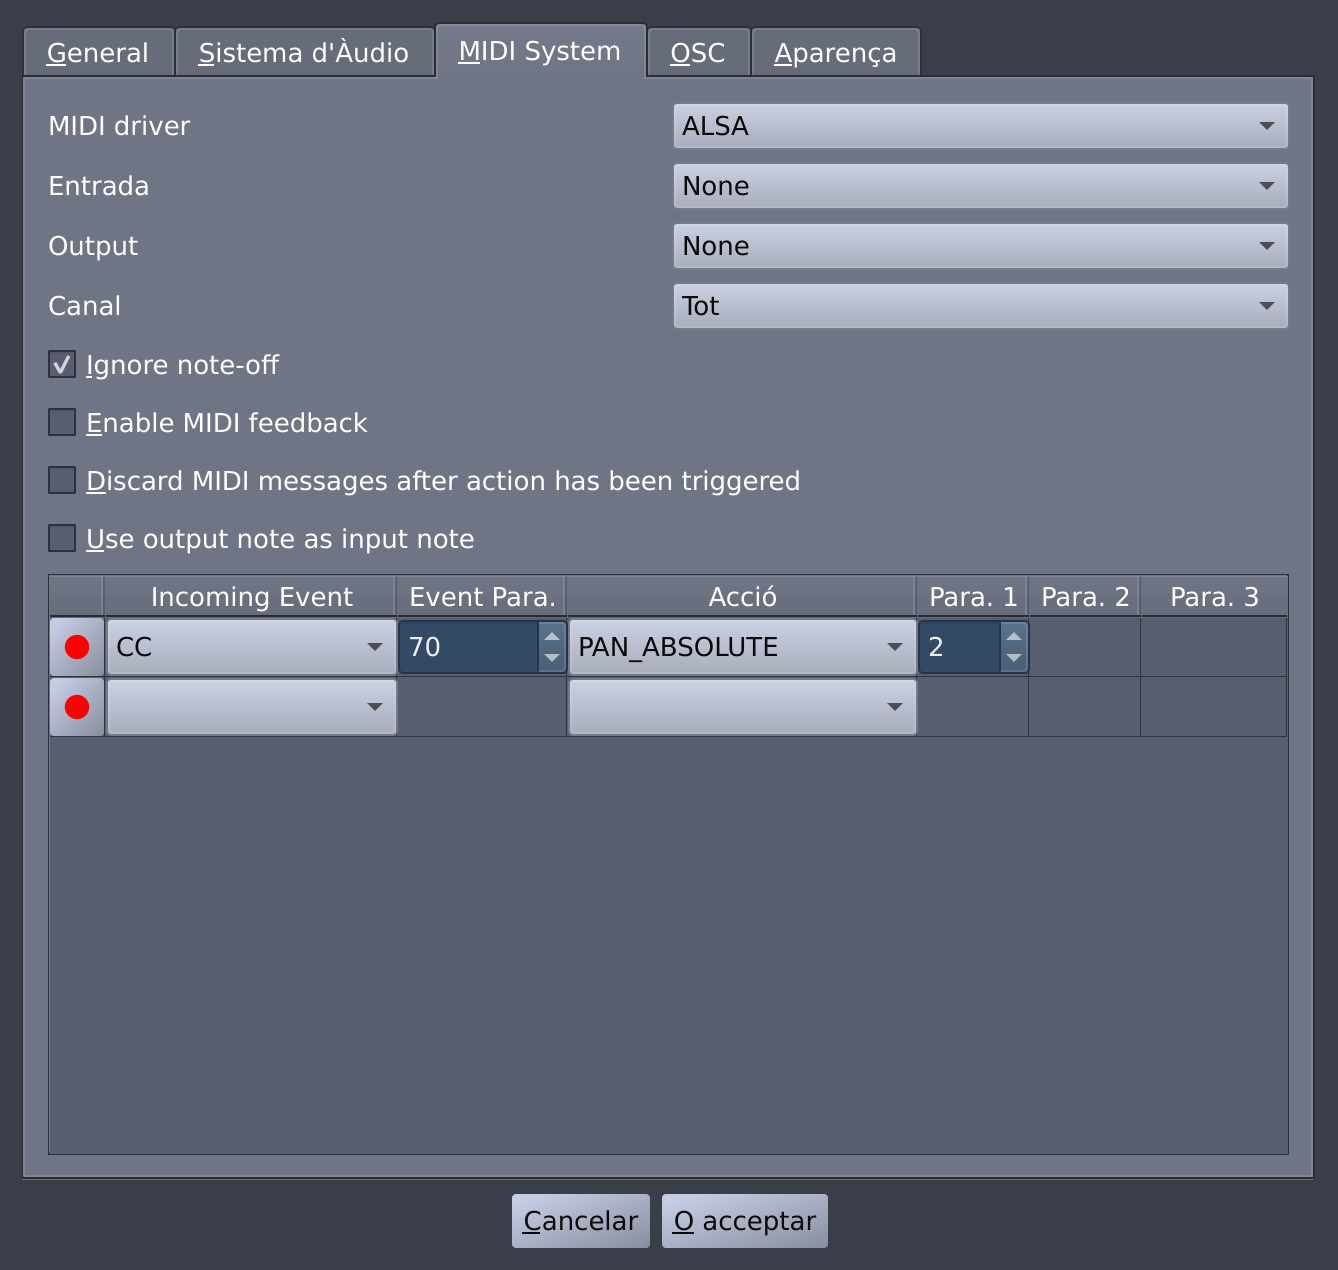 General Sistema d'Àudio MIDI System OSC Aparença
MIDI driver ALSA
Entrada None
Output None
Canal Tot
Ignore note-off
Enable MIDI feedback
Discard MIDI messages after action has been triggered
Use output note as input note
Incoming Event Event Para. Acció Para. 1 Para. 2 Para. 3
CC 70 PAN_ABSOLUTE 2
Cancelar O acceptar